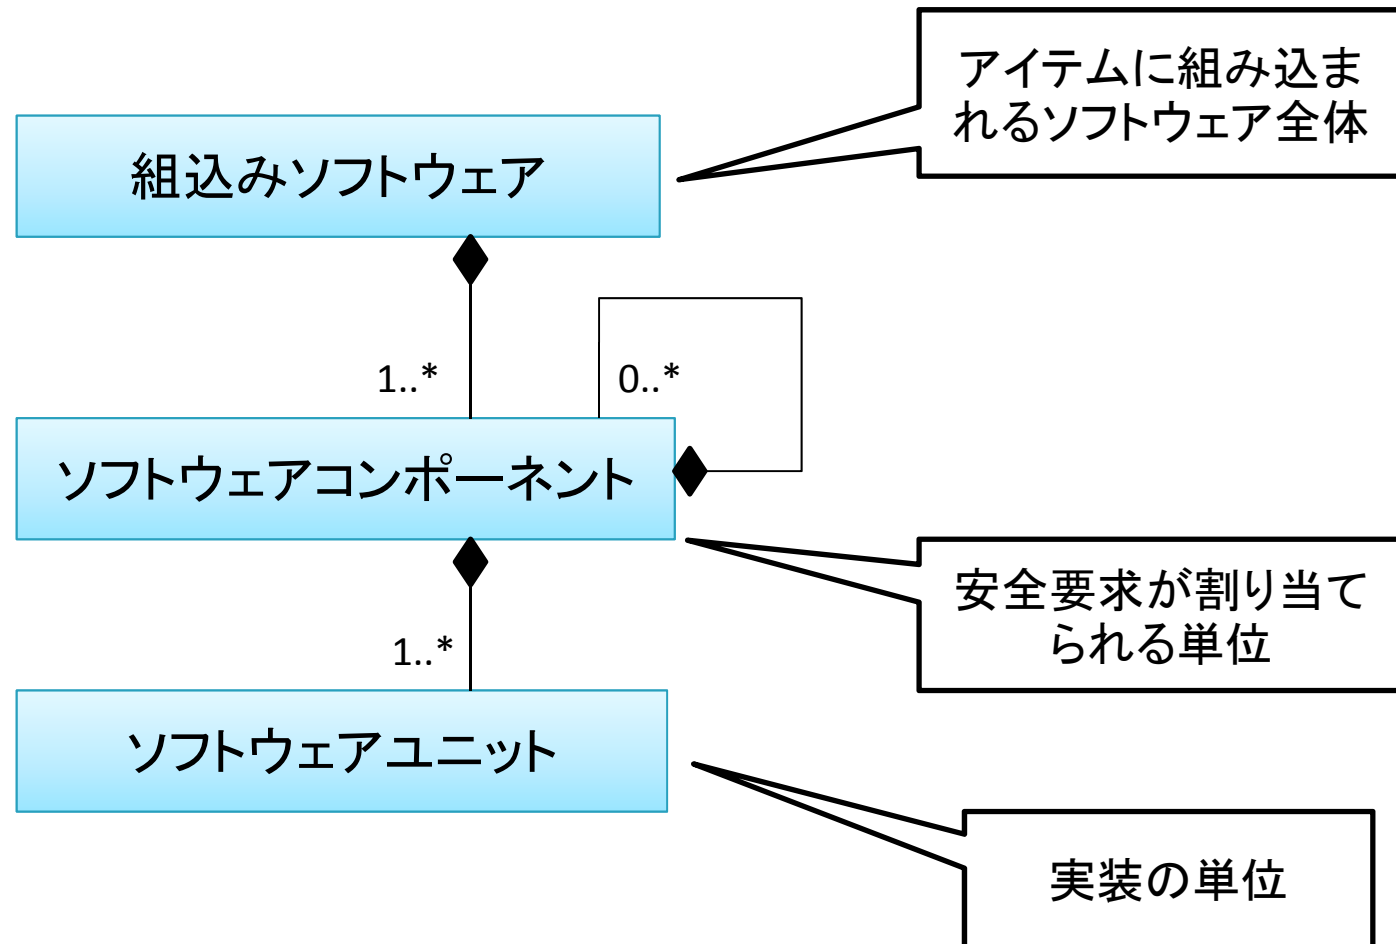 アイテムに組み込ま
れるソフトウェア全体
組込みソフトウェア
1..*
0..*
ソフトウェアコンポーネント
安全要求が割り当て
られる単位
1..*
ソフトウェアユニット
実装の単位